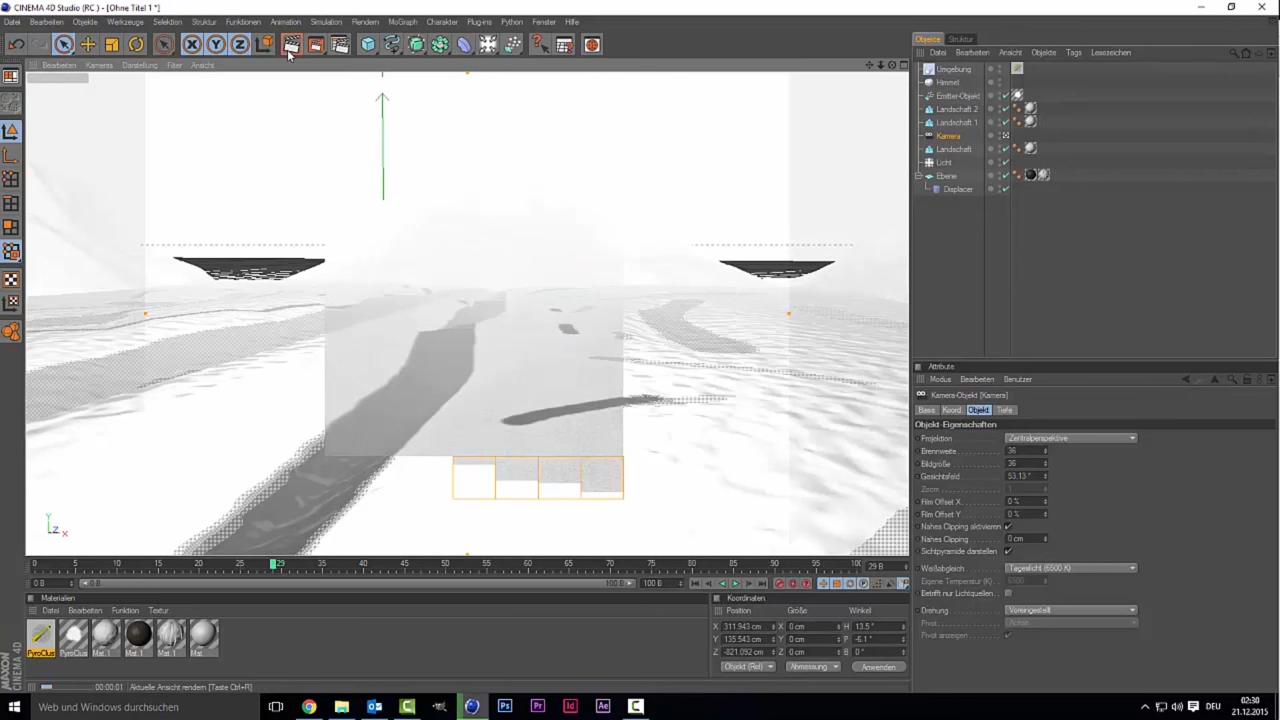 CINEMA 4D Studio (RC) - [Ohne Titel 1 *]
Datei Bearbeiten Objekte Werkzeuge Selektion Struktur Funktionen Animation Simulation Rendern MoGraph Charakter Plug-ins Python Fenster Hilfe
X Y Z
Objekte Struktur
Datei Bearbeiten Ansicht Objekte Tags Lesezeichen
Bearbeiten Kameras Darstellung Filter Ansicht
Umgebung
Himmel
Emitter-Objekt
Landschaft 2
Landschaft 1
Kamera
Landschaft
Licht
Ebene
Displacer
Attribute
Modus Bearbeiten Benutzer
Kamera-Objekt [Kamera]
Basis Koord. Objekt Tiefe
Objekt-Eigenschaften
Projektion Zentralperspektive
Brennweite 36
Bildgröße 36
Gesichtsfeld 53.13 °
Zoom 1
Film Offset X 0 %
Film Offset Y 0 %
Nahes Clipping aktivieren
Nahes Clipping 0 cm
Sichtpyramide darstellen
Weißabgleich Tageslicht (6500 K)
Eigene Temperatur (K) 6500
Betrifft nur Lichtquellen
Drehung Voreingestellt
Pivot
Pivot anzeigen
Y
Z X
0 5 10 15 20 25 29 35 40 45 50 55 60 65 70 75 80 85 90 95 100 29 B
0 B 0 B 100 B 100 B
Materialien
Datei Bearbeiten Funktion Textur
PyroClus PyroClus Mat.1 Mat Mat.1 Mat
Koordinaten
Position Größe Winkel
X 311.943 cm X 0 cm H 13.5 °
Y 135.543 cm Y 0 cm P -6.1 °
Z -821.092 cm Z 0 cm B 0 °
Objekt (Rel) Abmessung Anwenden
MAXON CINEMA 4D
00:00:01 Aktuelle Ansicht rendern [Taste Ctrl+R]
Web und Windows durchsuchen
Ps Pr Id Ae
DEU
02:30
21.12.2015